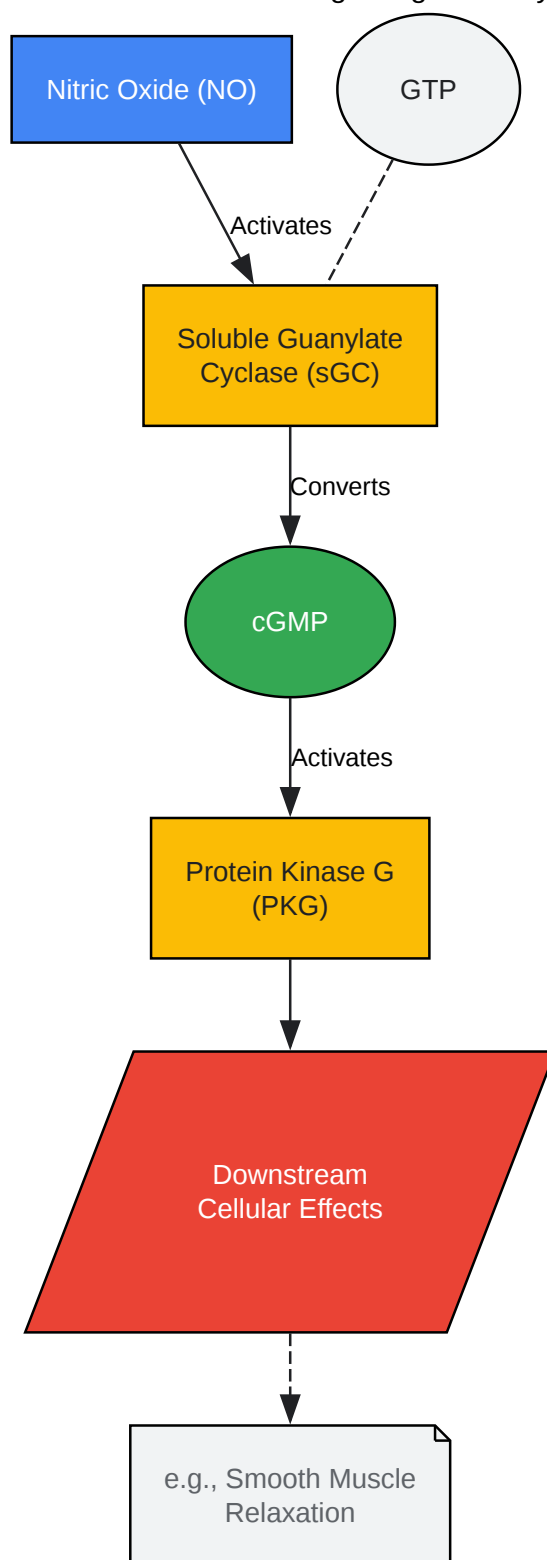 Nitric Oxide (NO)
GTP
Activates
Soluble Guanylate
Cyclase (sGC)
Converts
cGMP
Activates
Protein Kinase G
(PKG)
Downstream
Cellular Effects
e.g., Smooth Muscle
Relaxation